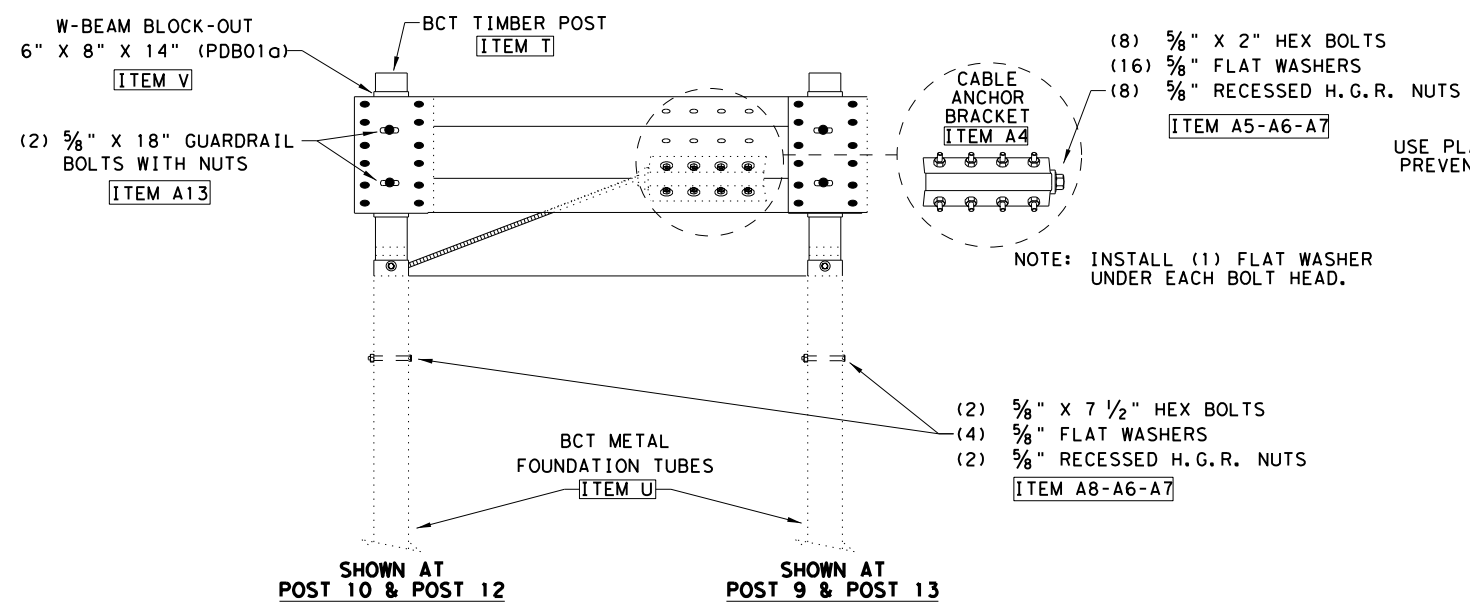 W-BEAM BLOCK-OUT
6" X 8" X 14" (PDB01a)
ITEM V
BCT TIMBER POST
ITEM T
(2) ⅝" X 18" GUARDRAIL
BOLTS WITH NUTS
ITEM A13
CABLE
ANCHOR
BRACKET
ITEM A4
(8) ⅝" X 2" HEX BOLTS
(16) ⅝" FLAT WASHERS
(8) ⅝" RECESSED H.G.R. NUTS
ITEM A5-A6-A7
USE PL.
PREVEN
NOTE: INSTALL (1) FLAT WASHER
UNDER EACH BOLT HEAD.
(2) ⅝" X 7 ½" HEX BOLTS
(4) ⅝" FLAT WASHERS
(2) ⅝" RECESSED H.G.R. NUTS
ITEM A8-A6-A7
BCT METAL
FOUNDATION TUBES
ITEM U
SHOWN AT
POST 10 & POST 12
SHOWN AT
POST 9 & POST 13